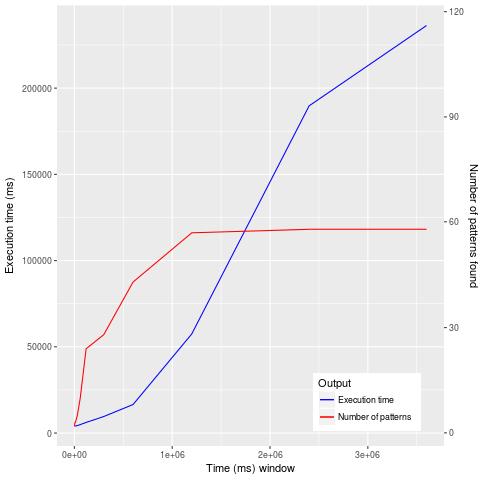 120
200000
90
150000
Execution time (ms)
Number of patterns found
60
100000
30
50000
Output
Execution time
Number of patterns
0
0
0e+00
1e+06
2e+06
3e+06
Time (ms) window